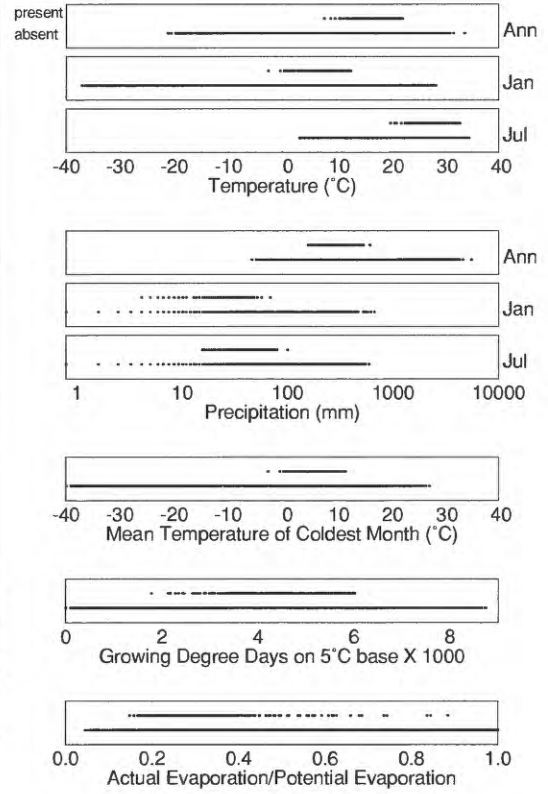 present
absent
Ann
Jan
Jul
-40 -30 -20 -10 0 10 20 30 40
Temperature (˚C)
Ann
Jan
Jul
1 10 100 1000 10000
Precipitation (mm)
-40 -30 -20 -10 0 10 20 30 40
Mean Temperature of Coldest Month (˚C)
0 2 4 6 8
Growing Degree Days on 5˚C base X 1000
0.0 0.2 0.4 0.6 0.8 1.0
Actual Evaporation/Potential Evaporation